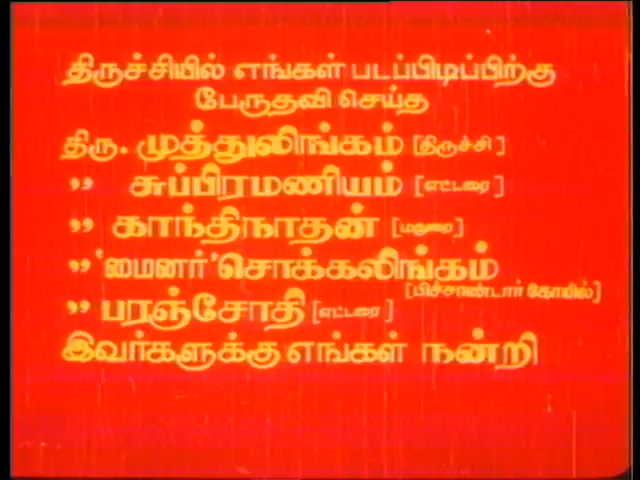 திருச்சியில் எங்கள் படப்பிடிப்பிற்கு
பேருதவி செய்த
திரு. முத்துலிங்கம் [திருச்சி]
” சுப்பிரமணியம் [எட்டரை]
” காந்திநாதன் [மதுரை]
” 'மைனர்' சொக்கலிங்கம்
[பிச்சாண்டார் கோயில்]
” பரஞ்சோதி [எட்டரை]
இவர்களுக்கு எங்கள் நன்றி